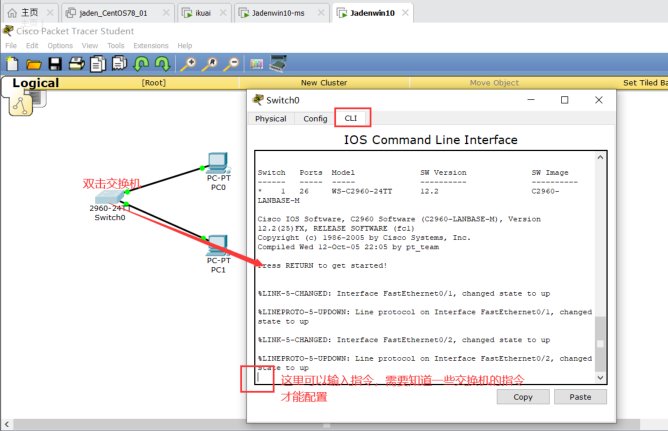 主页
jaden_CentOS78_01
ikuai
Jadenwin10-ms
Jadenwin10
Cisco Packet Tracer Student
File Edit Options View Tools Extensions Help
Logical
[Root]
New Cluster
Move Object
Set Tiled Ba
双击交换机
2960-24TT
Switch0
PC-PT
PC0
PC-PT
PC1
Switch0
Physical Config CLI
IOS Command Line Interface
Switch Ports Model SW Version SW Image
------ ----- ----- ---------- ----------
* 1 26 WS-C2960-24TT 12.2 C2960-
LANBASE-M
Cisco IOS Software, C2960 Software (C2960-LANBASE-M), Version
12.2(25)FX, RELEASE SOFTWARE (fc1)
Copyright (c) 1986-2005 by Cisco Systems, Inc.
Compiled Wed 12-Oct-05 22:05 by pt_team
Press RETURN to get started!
%LINK-5-CHANGED: Interface FastEthernet0/1, changed state to up
%LINEPROTO-5-UPDOWN: Line protocol on Interface FastEthernet0/1, changed
state to up
%LINK-5-CHANGED: Interface FastEthernet0/2, changed state to up
%LINEPROTO-5-UPDOWN: Line protocol on Interface FastEthernet0/2, changed
state to up
这里可以输入指令，需要知道一些交换机的指令
才能配置
Copy
Paste